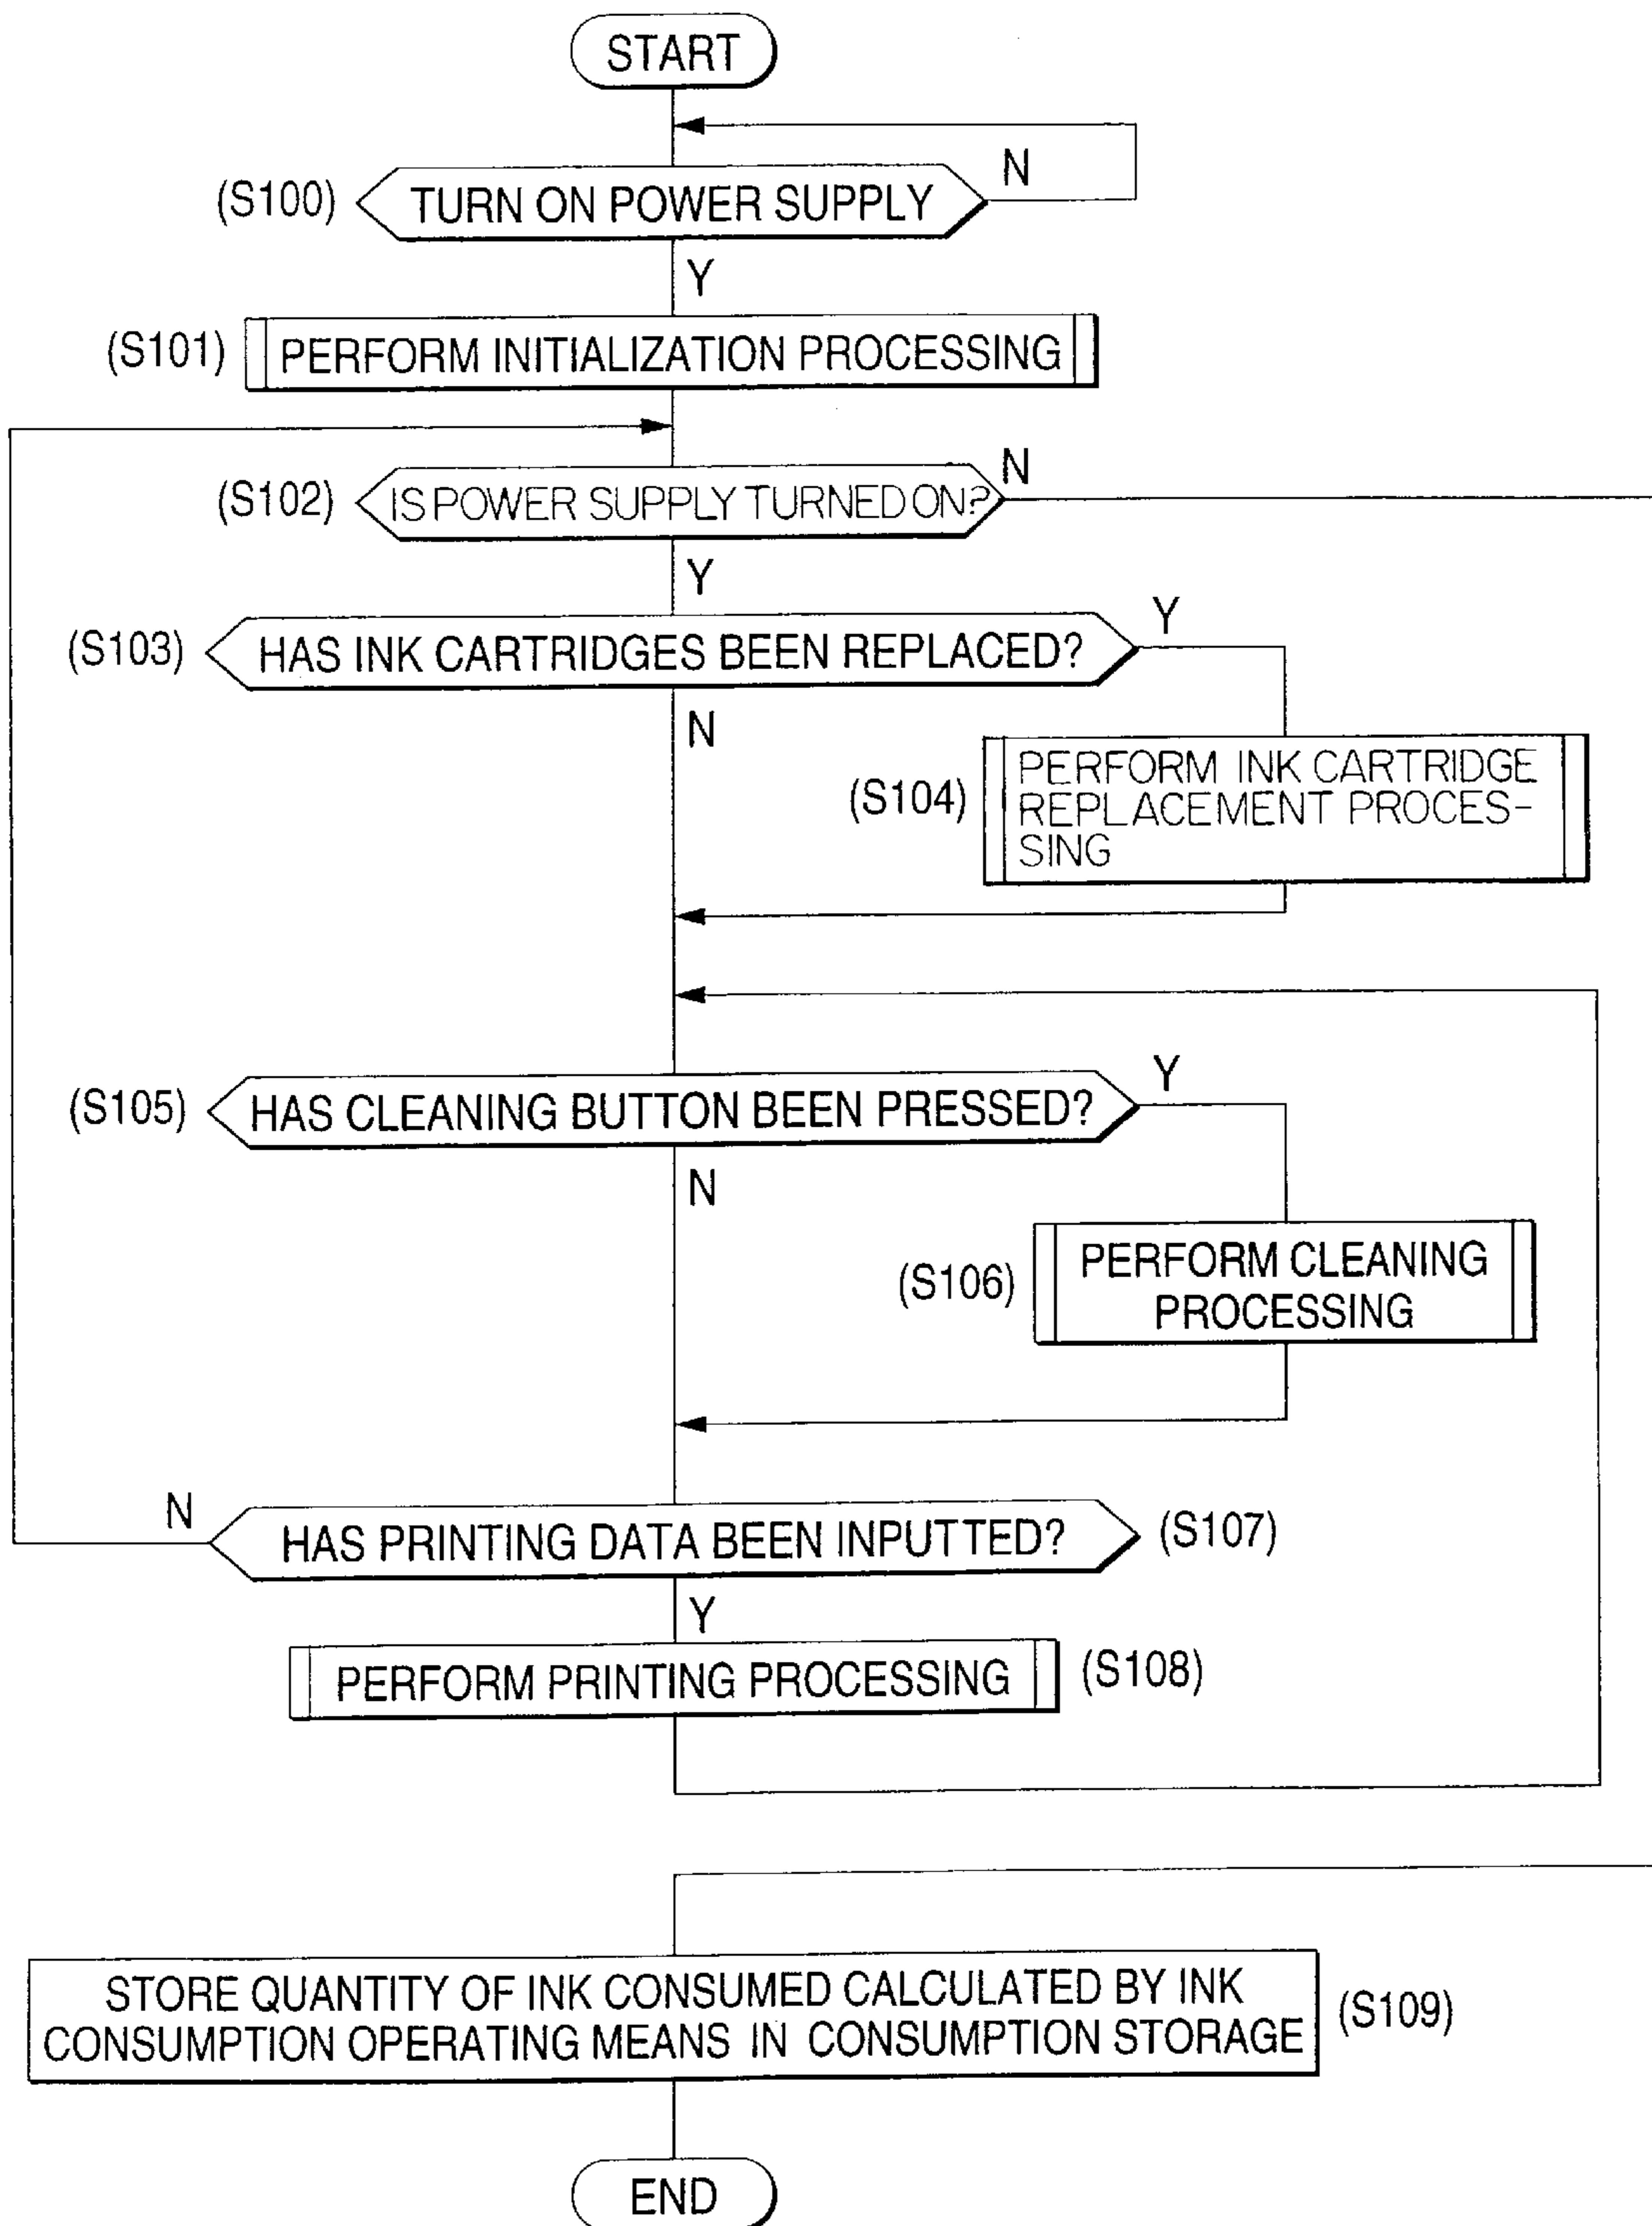 START
N
(S100) TURN ON POWER SUPPLY
Y
(S101) PERFORM INITIALIZATION PROCESSING
N
(S102) IS POWER SUPPLY TURNED ON?
Y
Y
(S103) HAS INK CARTRIDGES BEEN REPLACED?
N
(S104) PERFORM INK CARTRIDGE
REPLACEMENT PROCES-
SING
Y
(S105) HAS CLEANING BUTTON BEEN PRESSED?
N
(S106) PERFORM CLEANING
PROCESSING
N
HAS PRINTING DATA BEEN INPUTTED? (S107)
Y
PERFORM PRINTING PROCESSING (S108)
STORE QUANTITY OF INK CONSUMED CALCULATED BY INK
CONSUMPTION OPERATING MEANS IN CONSUMPTION STORAGE
(S109)
END